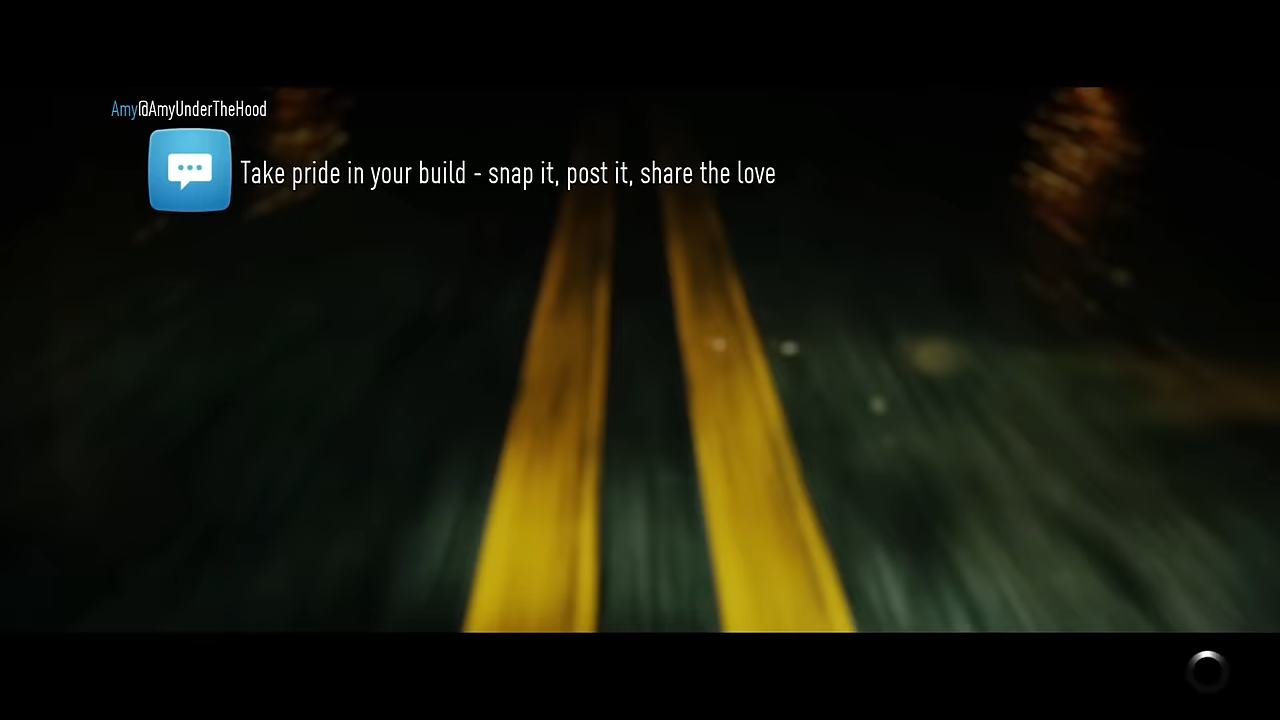 Amy@AmyUnderTheHood
Take pride in your build - snap it, post it, share the love